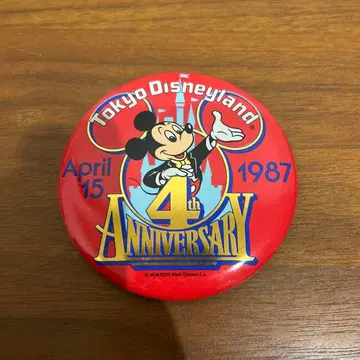 Tokyo Disneyland
April 15
1987
4th
ANNIVERSARY